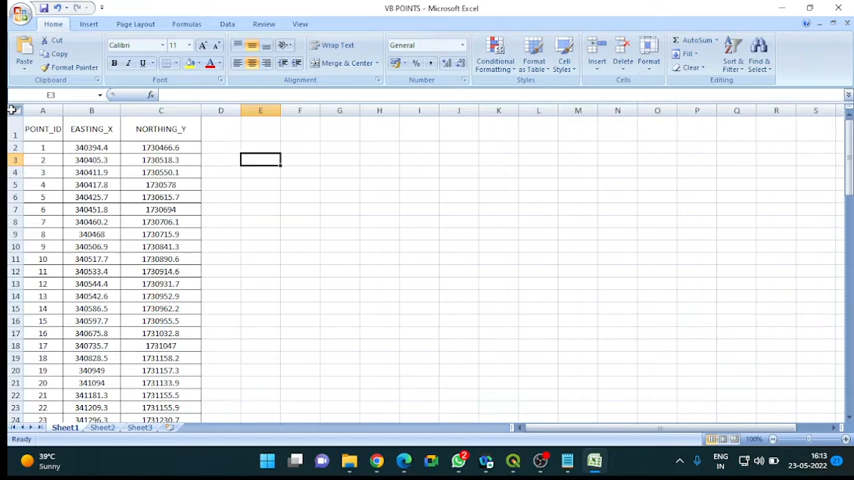 VB POINTS - Microsoft Excel
Home Insert Page Layout Formulas Data Review View
Paste
Cut
Copy
Format Painter
Clipboard
Calibri 11
B I U
Font
Wrap Text
Merge & Center
Alignment
General
Number
Conditional Formatting
Format as Table
Cell Styles
Styles
Insert Delete Format
Cells
AutoSum
Fill
Clear
Sort & Filter
Find & Select
Editing
E3 fx
A B C D E F G H I J K L M N O P Q R S
1 POINT_ID EASTING_X NORTHING_Y
2 1 340394.4 1730466.6
3 2 340405.3 1730518.3
4 3 340411.9 1730550.1
5 4 340417.8 1730578
6 5 340425.7 1730615.7
7 6 340451.8 1730694
8 7 340460.2 1730706.1
9 8 340468 1730715.9
10 9 340506.9 1730841.3
11 10 340517.7 1730890.6
12 11 340533.4 1730914.6
13 12 340544.4 1730931.7
14 13 340542.6 1730952.9
15 14 340586.5 1730962.2
16 15 340597.7 1730955.5
17 16 340675.8 1731032.8
18 17 340735.7 1731047
19 18 340828.5 1731158.2
20 19 340949 1731167.3
21 20 341094 1731133.9
22 21 341181.3 1731155.5
23 22 341209.3 1731155.9
24 23 341296.3 1731230.7
Sheet1 Sheet2 Sheet3
Ready
100%
39°C
Sunny
2
ENG
IN
16:13
23-05-2022